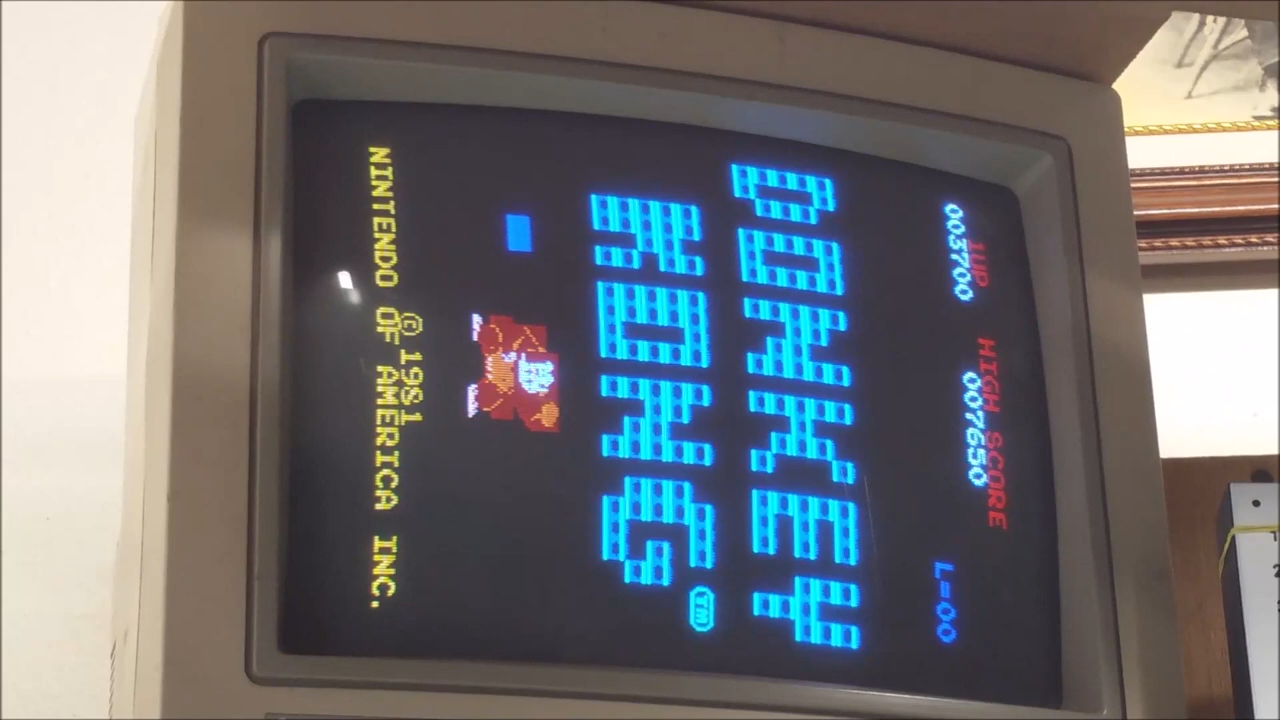 1UP HIGH SCORE
003700 007650
L=00
DONKEY
KONG TM
© 1981
NINTENDO OF AMERICA INC.